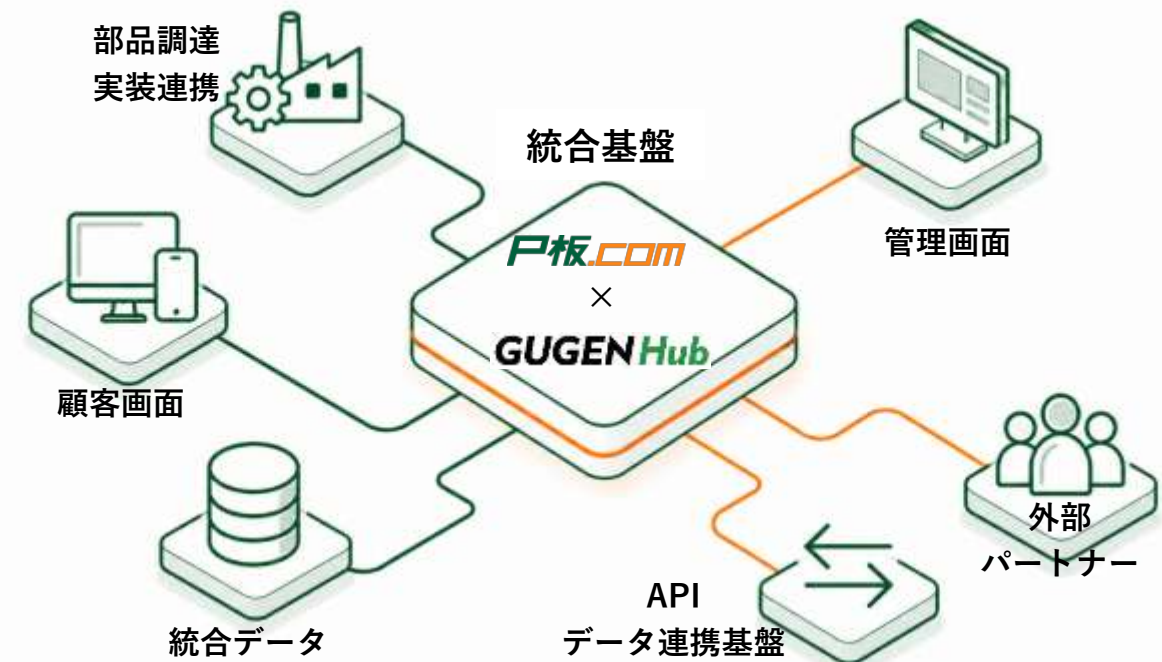 部品調達
実装連携
統合基盤
P板.com
×
GUGEN Hub
管理画面
顧客画面
外部
パートナー
API
データ連携基盤
統合データ